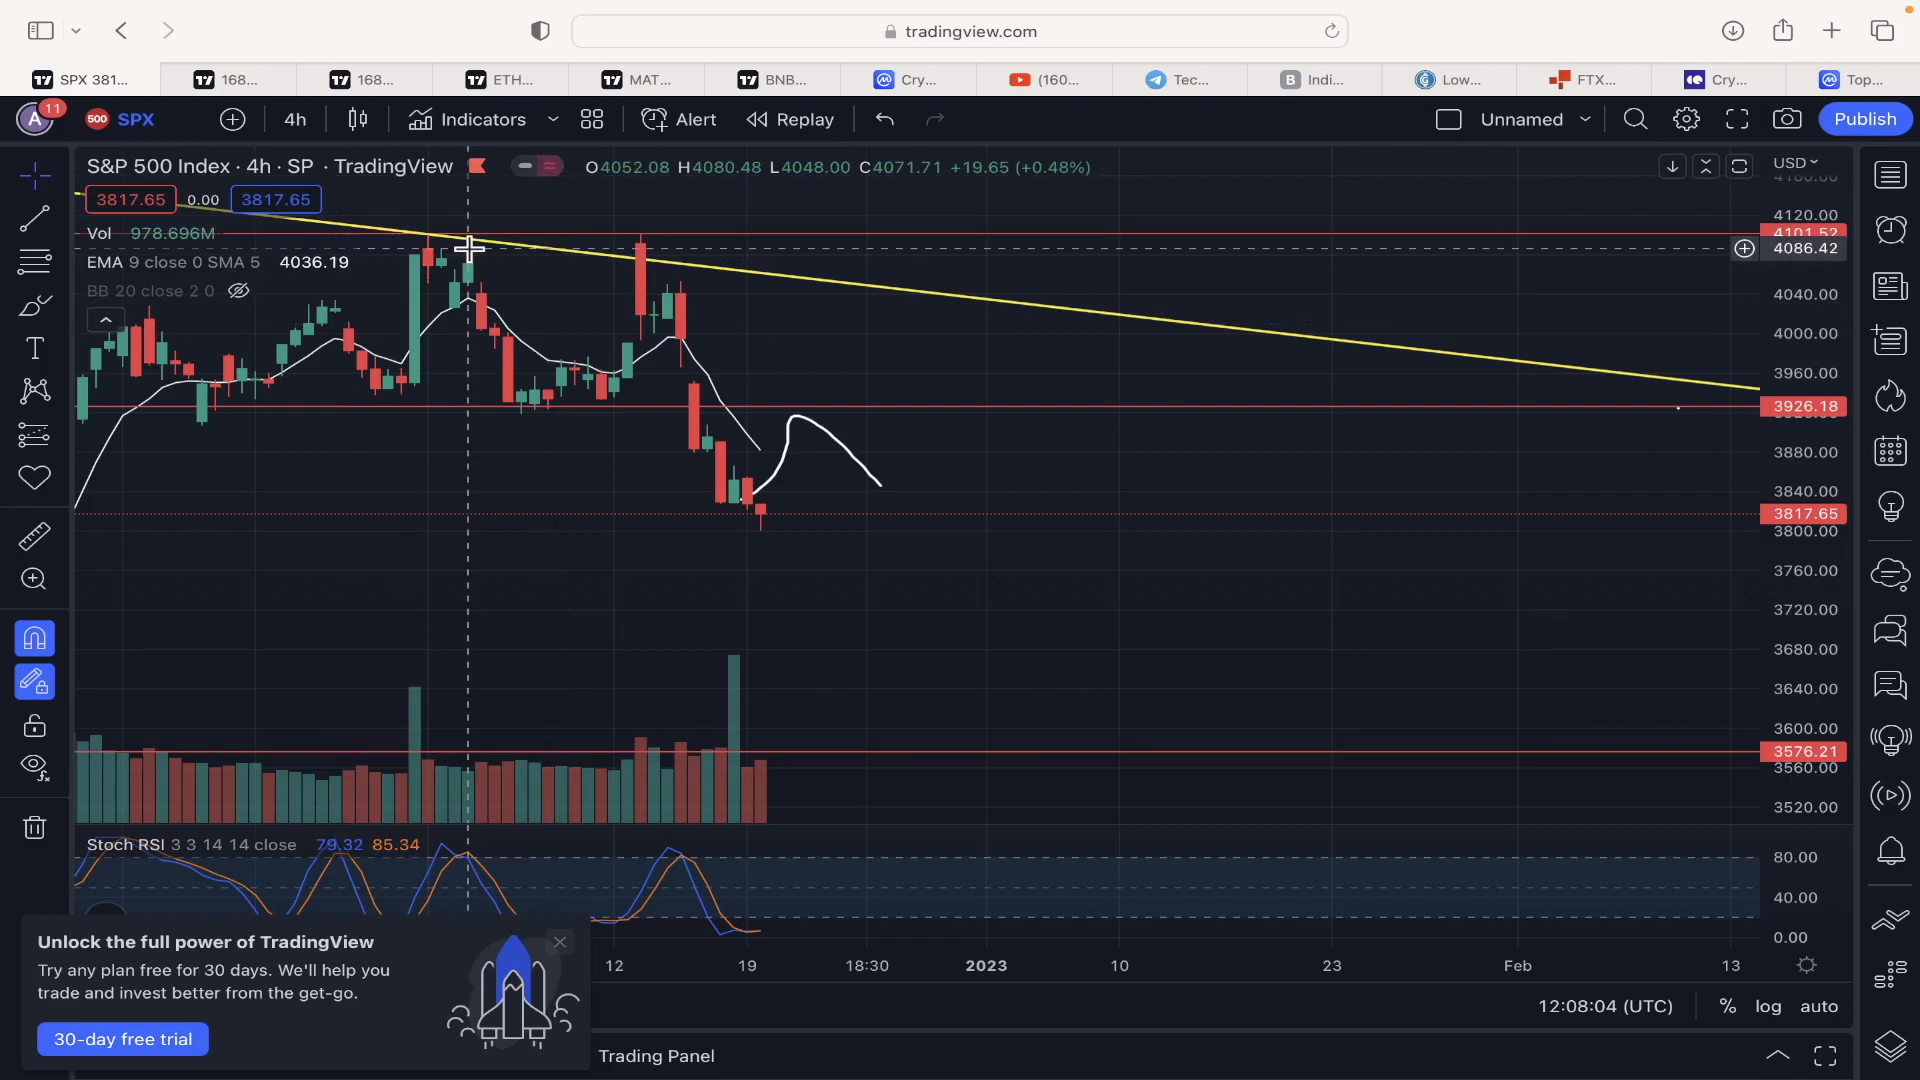 tradingview.com
SPX 381... 168... 168... ETH... MAT... BNB... Cry... (160... Tec... B Indi... Low... FTX... Cry... Top...
A 11 500 SPX 4h Indicators Alert Replay Unnamed Publish
S&P 500 Index · 4h · SP · TradingView O4052.08 H4080.48 L4048.00 C4071.71 +19.65 (+0.48%) USD
3817.65 0.00 3817.65
Vol 978.696M
EMA 9 close 0 SMA 5 4036.19
BB 20 close 2 0
4160.00
4120.00
4101.52
4086.42
4040.00
4000.00
3960.00
3926.18
3880.00
3840.00
3817.65
3800.00
3760.00
3720.00
3680.00
3640.00
3600.00
3576.21
3560.00
3520.00
Stoch RSI 3 3 14 14 close 79.32 85.34
80.00
40.00
0.00
12 19 18:30 2023 10 23 Feb 13
Unlock the full power of TradingView
Try any plan free for 30 days. We'll help you
trade and invest better from the get-go.
30-day free trial
12:08:04 (UTC) % log auto
Trading Panel